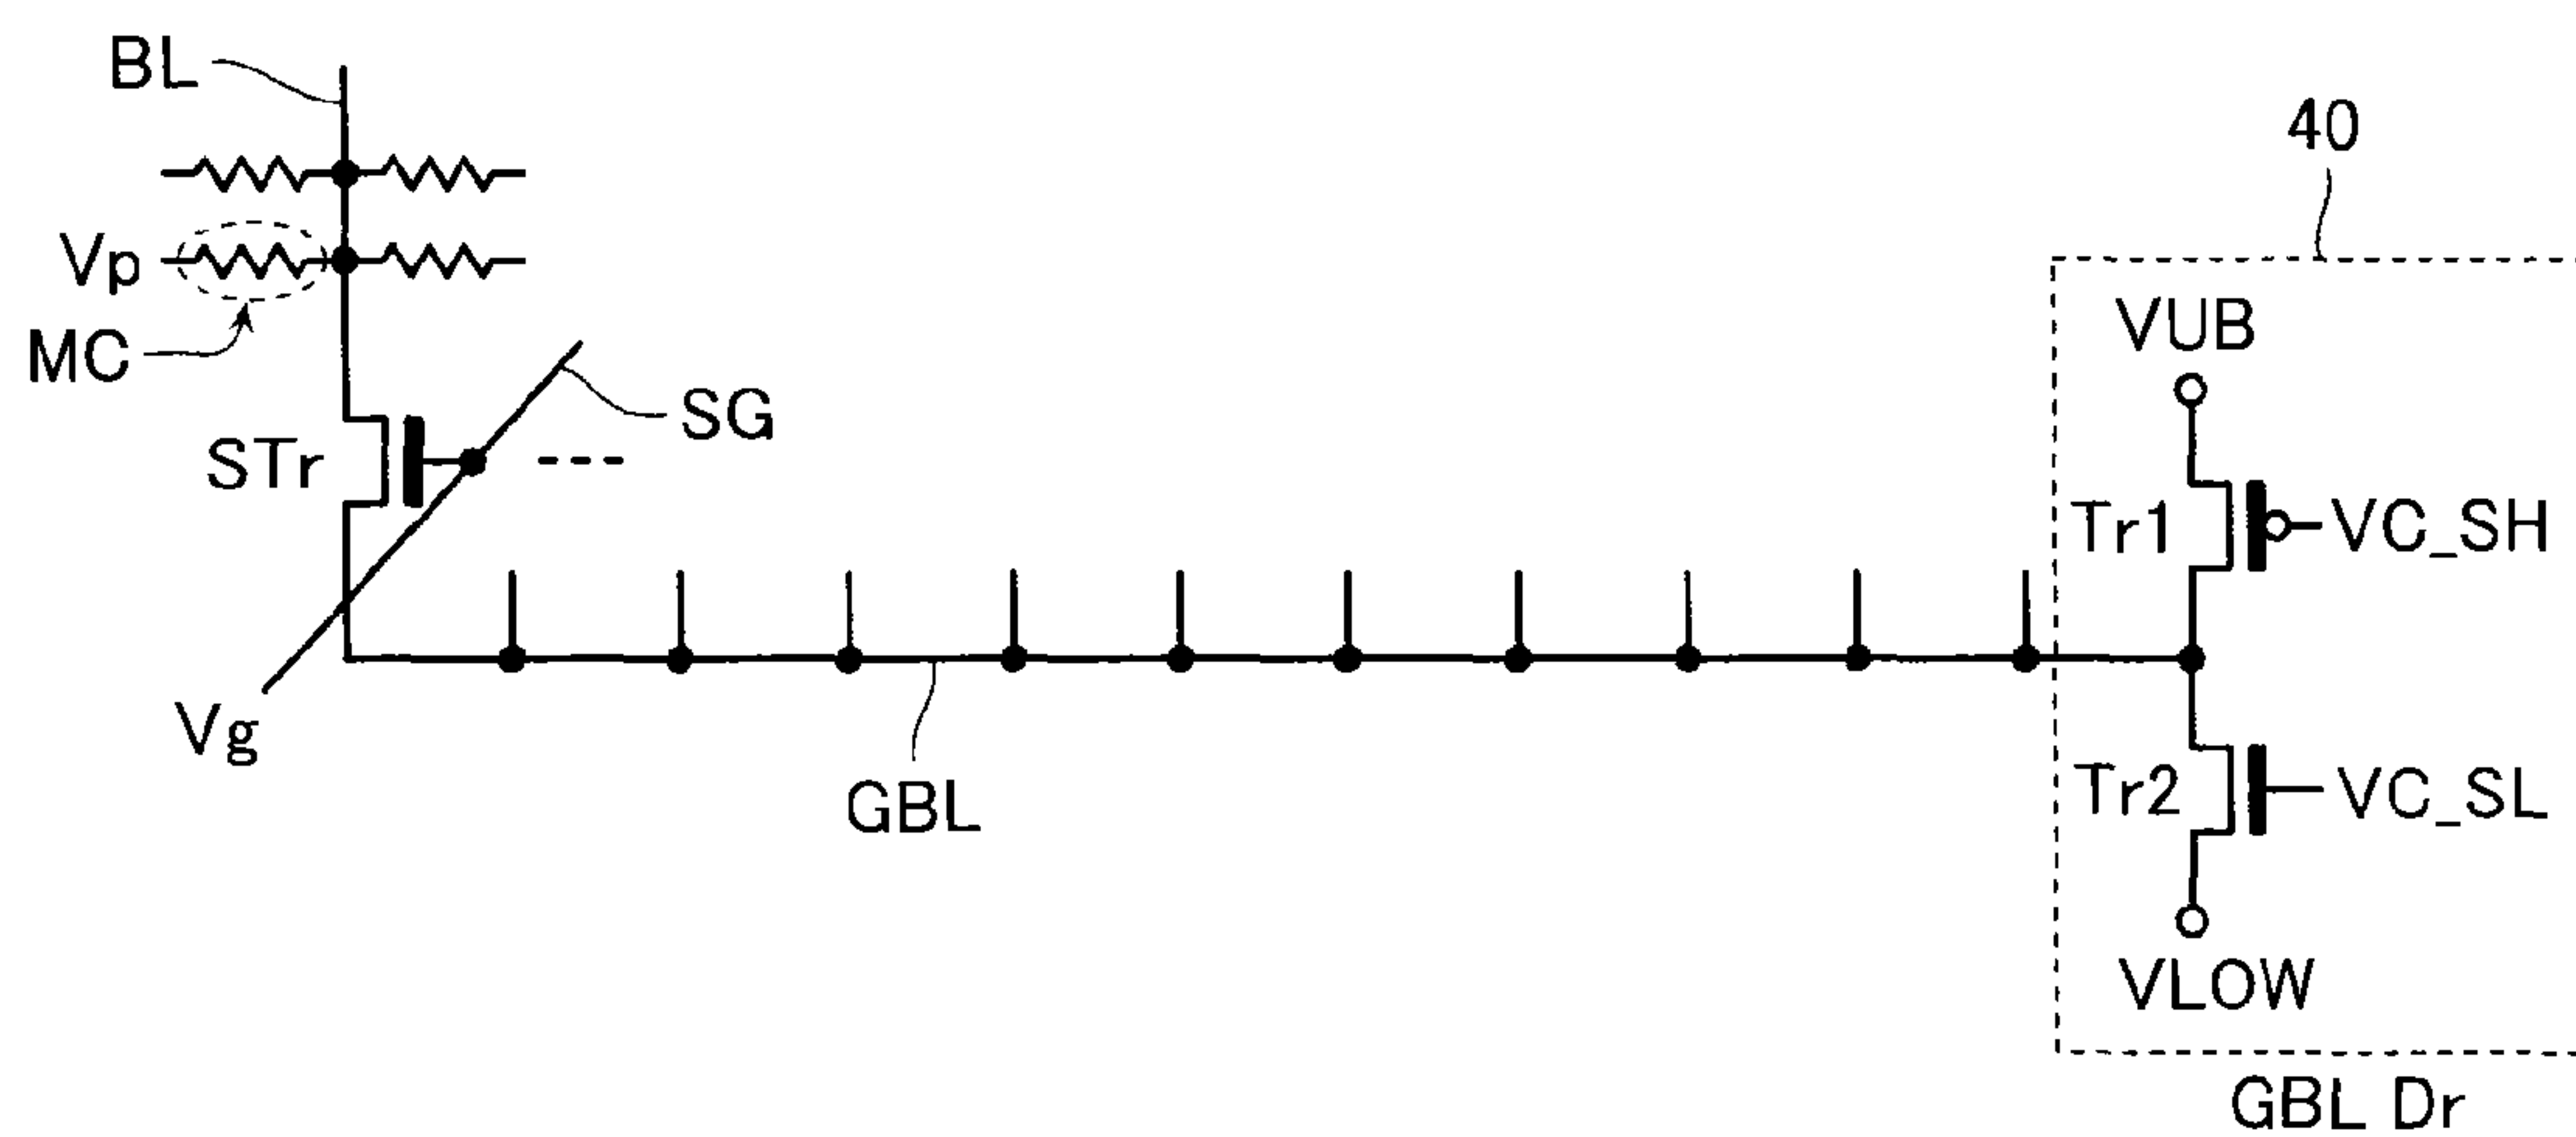 BL
40
Vp
VUB
MC
SG
STr
Tr1
VC_SH
Vg
GBL
Tr2
VC_SL
VLOW
GBL Dr